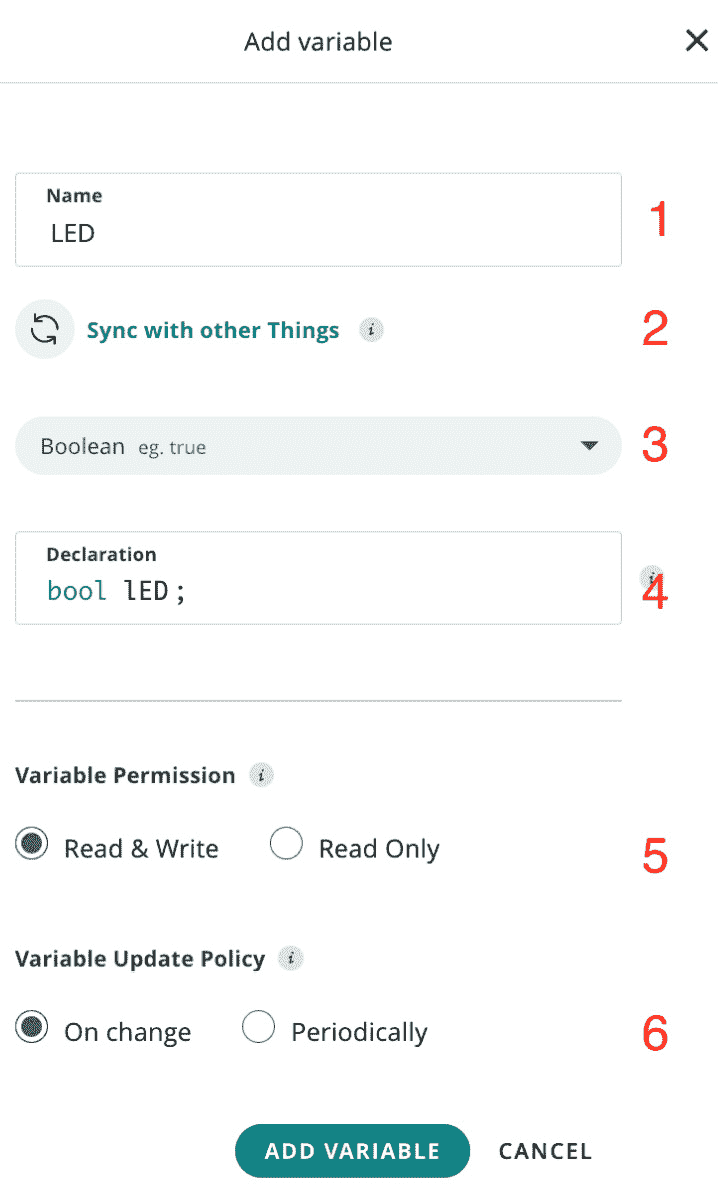 Add variable
Name
LED
1
Sync with other Things i
2
Boolean eg. true
3
Declaration
bool lED;
i
4
Variable Permission i
Read & Write Read Only
5
Variable Update Policy i
On change Periodically
6
ADD VARIABLE CANCEL